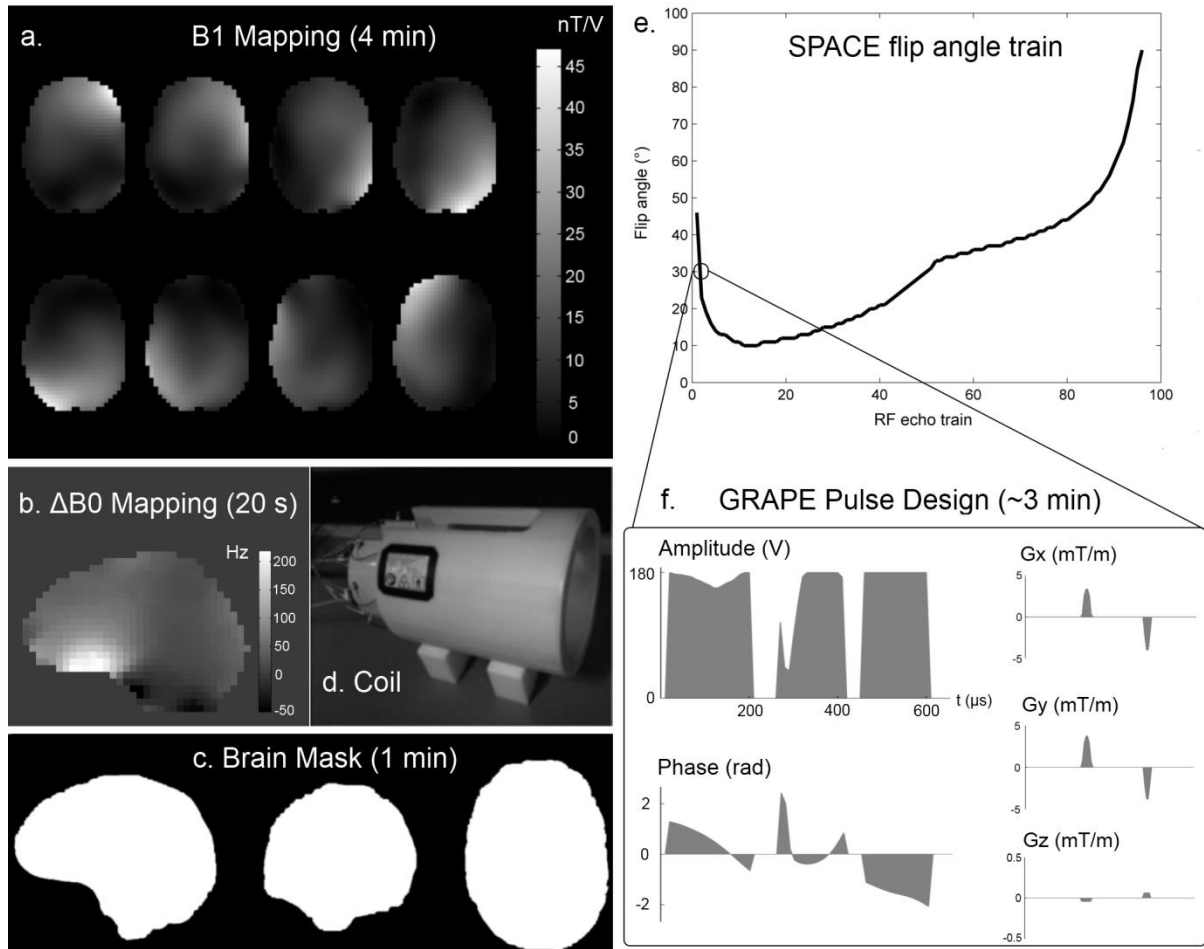 a.
B1 Mapping (4 min)
nT/V
45
40
35
30
25
20
15
10
5
0
b. ΔB0 Mapping (20 s)
Hz
200
150
100
50
0
-50
d. Coil
c. Brain Mask (1 min)
e.
SPACE flip angle train
100
90
80
70
60
50
40
30
20
10
0
Flip angle (°)
0 20 40 60 80 100
RF echo train
f. GRAPE Pulse Design (~3 min)
Amplitude (V)
180
0
200 400 600
t (µs)
Phase (rad)
2
0
-2
Gx (mT/m)
5
0
-5
Gy (mT/m)
5
0
-5
Gz (mT/m)
0.5
0
-0.5